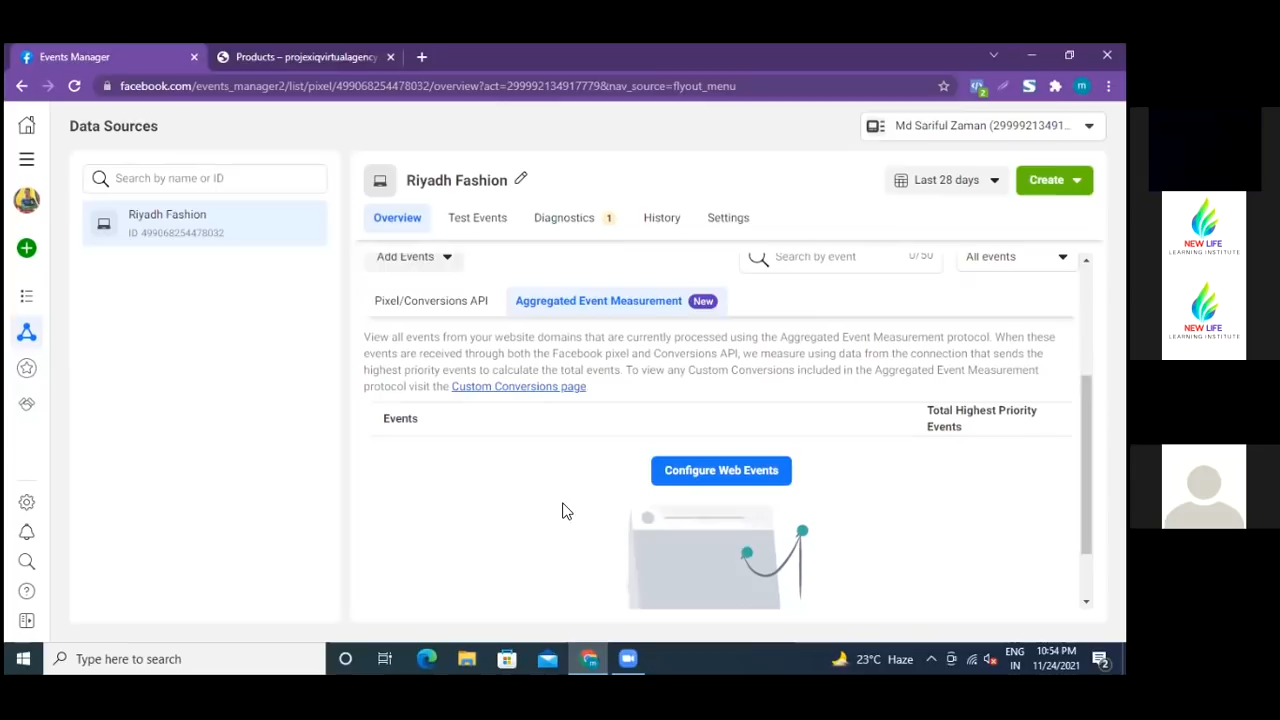 Events Manager
Products – projexiqvirtualagency
facebook.com/events_manager2/list/pixel/499068254478032/overview?act=299992134917779&nav_source=flyout_menu
2
m
Data Sources
Md Sariful Zaman (29999213491...
Search by name or ID
Riyadh Fashion
ID 499068254478032
Riyadh Fashion
Last 28 days
Create
Overview
Test Events
Diagnostics 1
History
Settings
Add Events
Search by event
0/50
All events
Pixel/Conversions API
Aggregated Event Measurement New
View all events from your website domains that are currently processed using the Aggregated Event Measurement protocol. When these
events are received through both the Facebook pixel and Conversions API, we measure using data from the connection that sends the
highest priority events to calculate the total events. To view any Custom Conversions included in the Aggregated Event Measurement
protocol visit the Custom Conversions page
Events
Total Highest Priority
Events
Configure Web Events
Type here to search
23°C Haze
ENG
IN
10:54 PM
11/24/2021
2
NEW LIFE
LEARNING INSTITUTE
NEW LIFE
LEARNING INSTITUTE